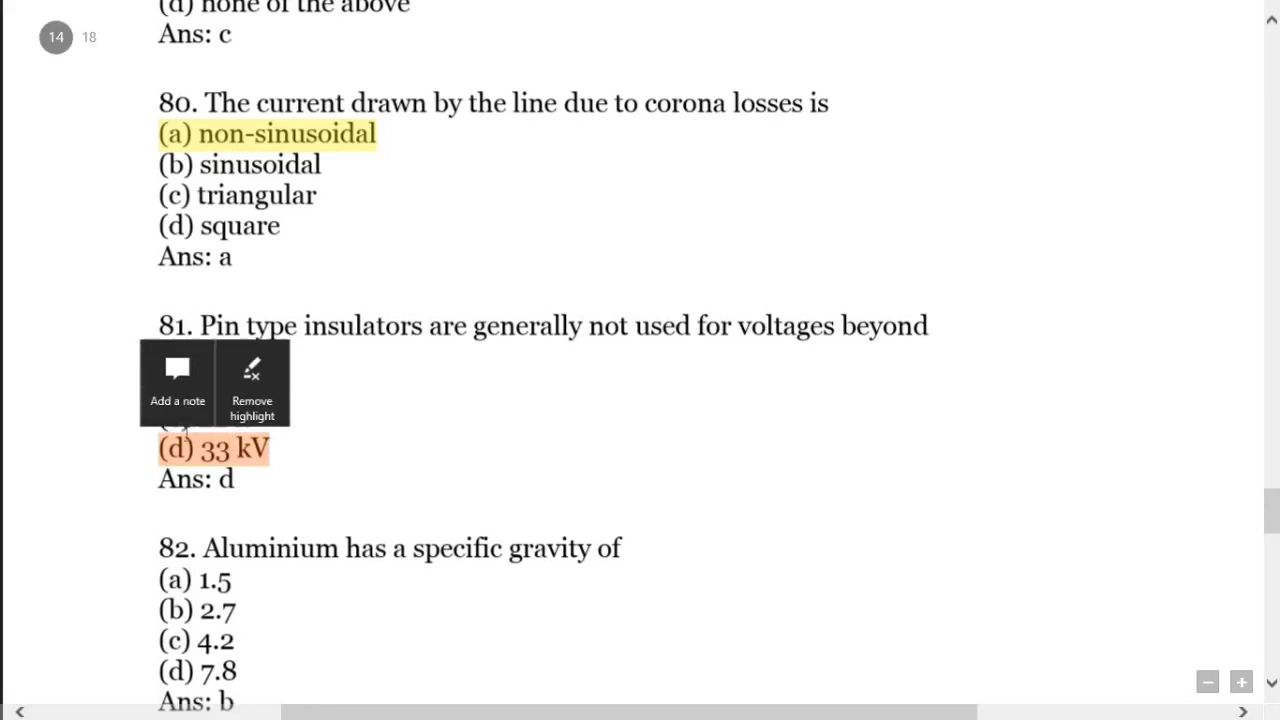 (d) none of the above
14 18
Ans: c
80. The current drawn by the line due to corona losses is
(a) non-sinusoidal
(b) sinusoidal
(c) triangular
(d) square
Ans: a
81. Pin type insulators are generally not used for voltages beyond
Add a note
Remove
highlight
(d) 33 kV
Ans: d
82. Aluminium has a specific gravity of
(a) 1.5
(b) 2.7
(c) 4.2
(d) 7.8
Ans: b